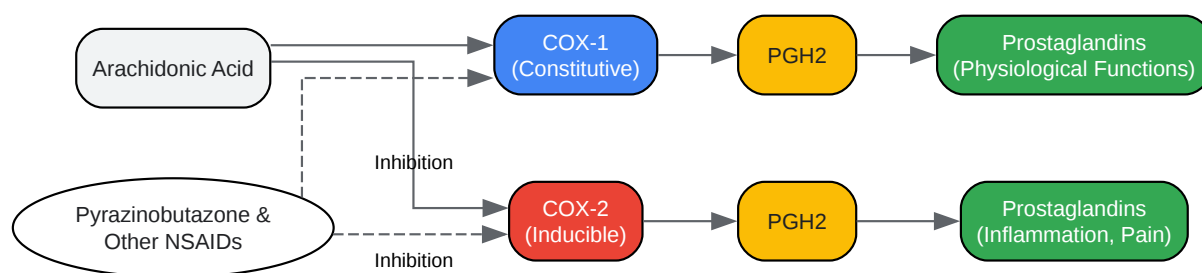 Arachidonic Acid
COX-1
(Constitutive)
PGH2
Prostaglandins
(Physiological Functions)
Inhibition
Pyrazinobutazone &
Other NSAIDs
Inhibition
COX-2
(Inducible)
PGH2
Prostaglandins
(Inflammation, Pain)